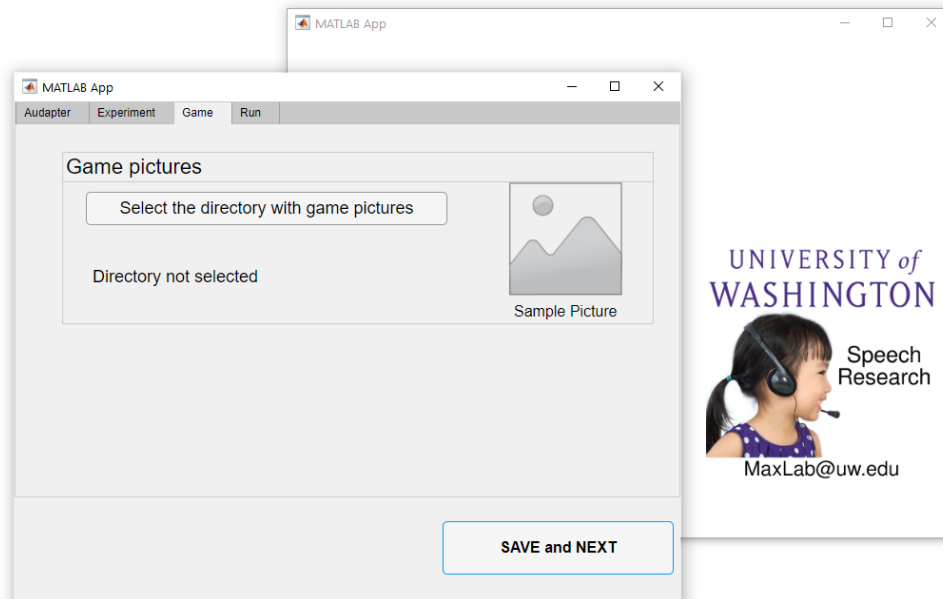 MATLAB App
MATLAB App
Audapter Experiment Game Run
Game pictures
Select the directory with game pictures
Directory not selected
Sample Picture
SAVE and NEXT
UNIVERSITY of
WASHINGTON
Speech
Research
MaxLab@uw.edu